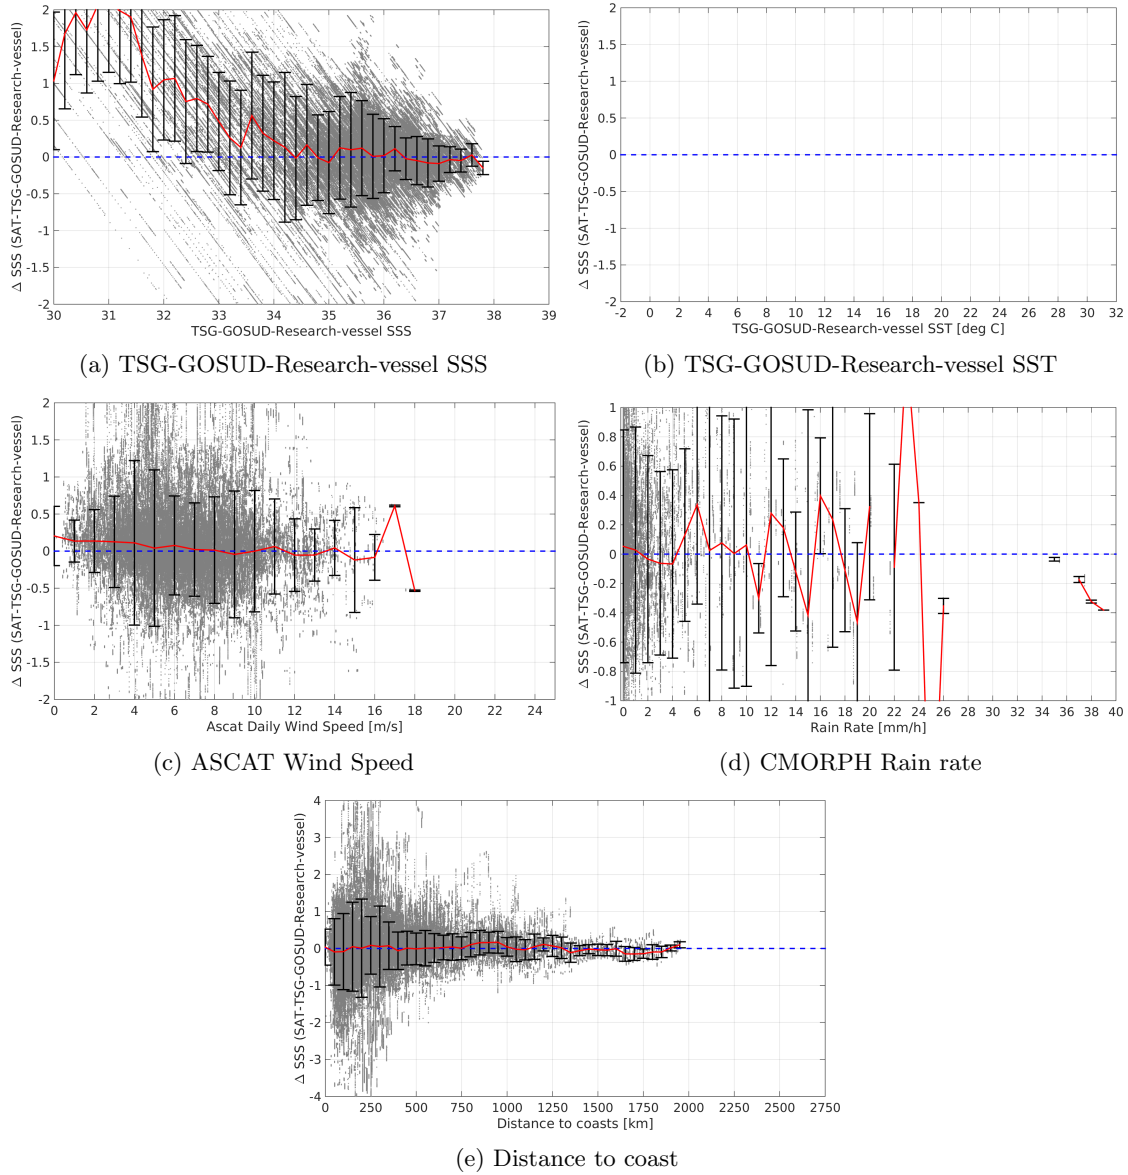 2
1.5
1
0.5
0
-0.5
-1
-1.5
-2
Δ SSS (SAT-TSG-GOSUD-Research-vessel)
30 31 32 33 34 35 36 37 38 39
TSG-GOSUD-Research-vessel SSS
(a) TSG-GOSUD-Research-vessel SSS
2
1.5
1
0.5
0
-0.5
-1
-1.5
-2
Δ SSS (SAT-TSG-GOSUD-Research-vessel)
-2 0 2 4 6 8 10 12 14 16 18 20 22 24 26 28 30 32
TSG-GOSUD-Research-vessel SST [deg C]
(b) TSG-GOSUD-Research-vessel SST
2
1.5
1
0.5
0
-0.5
-1
-1.5
-2
Δ SSS (SAT-TSG-GOSUD-Research-vessel)
0 2 4 6 8 10 12 14 16 18 20 22 24
Ascat Daily Wind Speed [m/s]
(c) ASCAT Wind Speed
1
0.8
0.6
0.4
0.2
0
-0.2
-0.4
-0.6
-0.8
-1
Δ SSS (SAT-TSG-GOSUD-Research-vessel)
0 2 4 6 8 10 12 14 16 18 20 22 24 26 28 30 32 34 36 38 40
Rain Rate [mm/h]
(d) CMORPH Rain rate
4
3
2
1
0
-1
-2
-3
-4
Δ SSS (SAT-TSG-GOSUD-Research-vessel)
0 250 500 750 1000 1250 1500 1750 2000 2250 2500 2750
Distance to coasts [km]
(e) Distance to coast